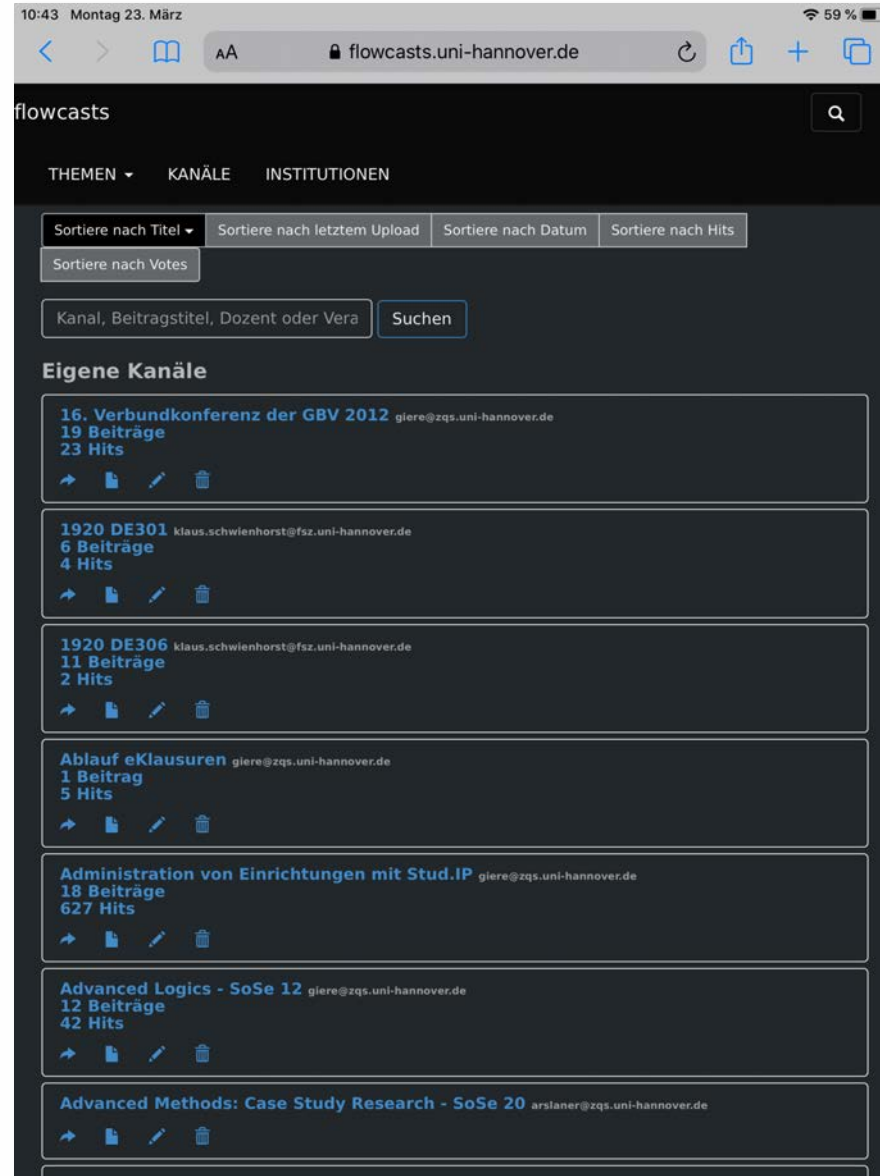 10:43 Montag 23. März 59 %
AA flowcasts.uni-hannover.de
flowcasts
THEMEN KANÄLE INSTITUTIONEN
Sortiere nach Titel Sortiere nach letztem Upload Sortiere nach Datum Sortiere nach Hits
Sortiere nach Votes
Kanal, Beitragstitel, Dozent oder Vera Suchen
Eigene Kanäle
16. Verbundkonferenz der GBV 2012 giere@zqs.uni-hannover.de
19 Beiträge
23 Hits
1920 DE301 klaus.schwienhorst@fsz.uni-hannover.de
6 Beiträge
4 Hits
1920 DE306 klaus.schwienhorst@fsz.uni-hannover.de
11 Beiträge
2 Hits
Ablauf eKlausuren giere@zqs.uni-hannover.de
1 Beitrag
5 Hits
Administration von Einrichtungen mit Stud.IP giere@zqs.uni-hannover.de
18 Beiträge
627 Hits
Advanced Logics - SoSe 12 giere@zqs.uni-hannover.de
12 Beiträge
42 Hits
Advanced Methods: Case Study Research - SoSe 20 arslaner@zqs.uni-hannover.de